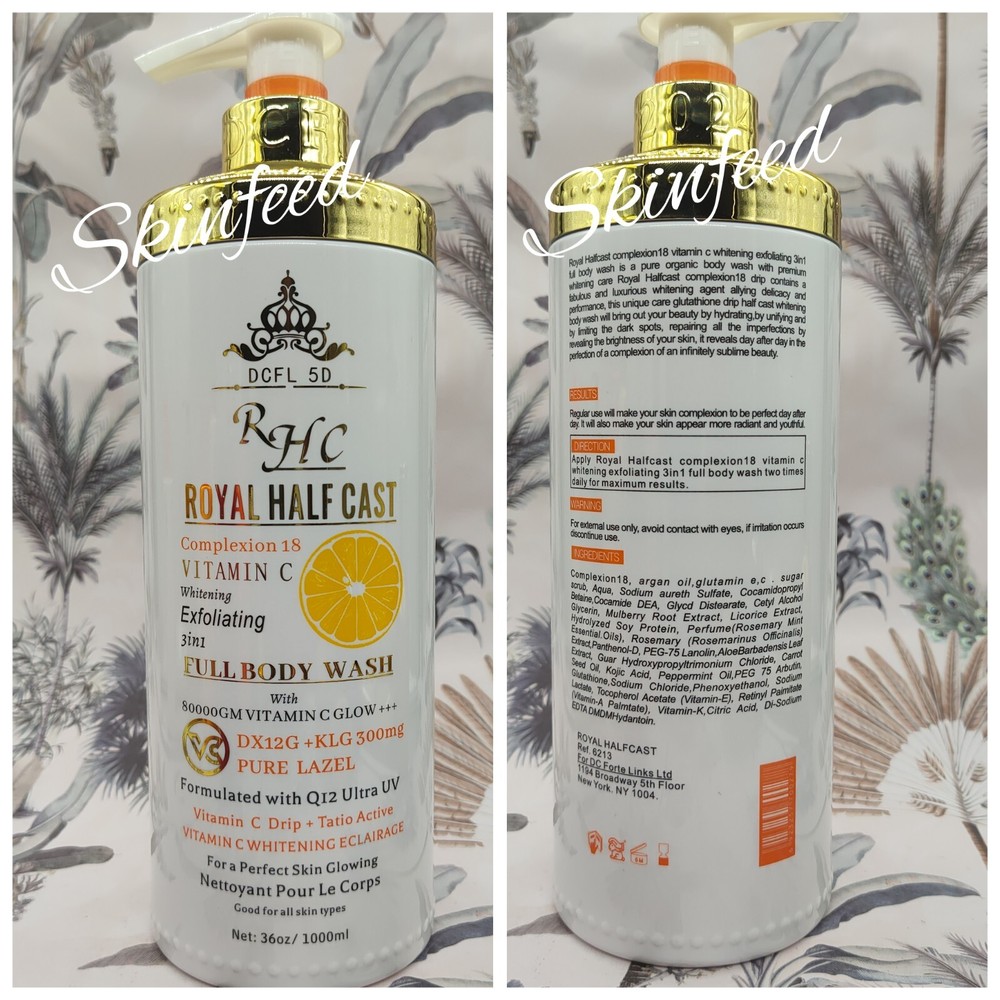 Skinfeed
DCFL 5D
RHC
ROYAL HALF CAST
Complexion 18
VITAMIN C
Whitening
Exfoliating
3in1
FULL BODY WASH
With
80000GM VITAMIN C GLOW +++
VC
DX12G +KLG 300mg
PURE LAZEL
Formulated with Q12 Ultra UV
Vitamin C Drip + Tatio Active
VITAMIN C WHITENING ECLAIRAGE
For a Perfect Skin Glowing
Nettoyant Pour Le Corps
Good for all skin types
Net: 36oz/ 1000ml
Skinfeed
Royal Halfcast complexion18 vitamin c whitening exfoliating 3in1
full body wash is a pure organic body wash with premium
whitening care Royal Halfcast complexion18 drip contains a
fabulous and luxurious whitening agent allying delicacy and
performance, this unique care glutathione drip half cast whitening
body wash will bring out your beauty by hydrating,by unifying and
by limiting the dark spots, repairing all the imperfections by
revealing the brightness of your skin, it reveals day after day in the
perfection of a complexion of an infinitely sublime beauty.
RESULTS
Regular use will make your skin complexion to be perfect day after
day. It will also make your skin appear more radiant and youthful.
DIRECTION
Apply Royal Halfcast complexion18 vitamin c
whitening exfoliating 3in1 full body wash two times
daily for maximum results.
WARNING
For external use only, avoid contact with eyes, if irritation occurs
discontinue use.
INGREDIENTS
Complexion18, argan oil,glutamin e,c . sugar
scrub, Aqua, Sodium aureth Sulfate, Cocamidopropyl
Betaine,Cocamide DEA, Glycd Distearate, Cetyl Alcohol
Glycerin, Mulberry Root Extract, Licorice Extract,
Hydrolyzed Soy Protein, Perfume(Rosemary Mint
Essential.Oils), Rosemary (Rosemarinus Officinalis)
Extract,Panthenol-D, PEG-75 Lanolin,AloeBarbadensis Leaf
Extract, Guar Hydroxypropyltrimonium Chloride, Carrot
Seed Oil, Kojic Acid, Peppermint Oil,PEG 75 Arbutin,
Glutathione,Sodium Chloride,Phenoxyethanol, Sodium
Lactate, Tocopherol Acetate (Vitamin-E), Retinyl Palmitate
(Vitamin-A Palmtate), Vitamin-K,Citric Acid, Di-Sodium
EDTA DMDMHydantoin.
ROYAL HALFCAST
Ref. 6213
For DC Forte Links Ltd
1194 Broadway 5th Floor
New York. NY 1004.